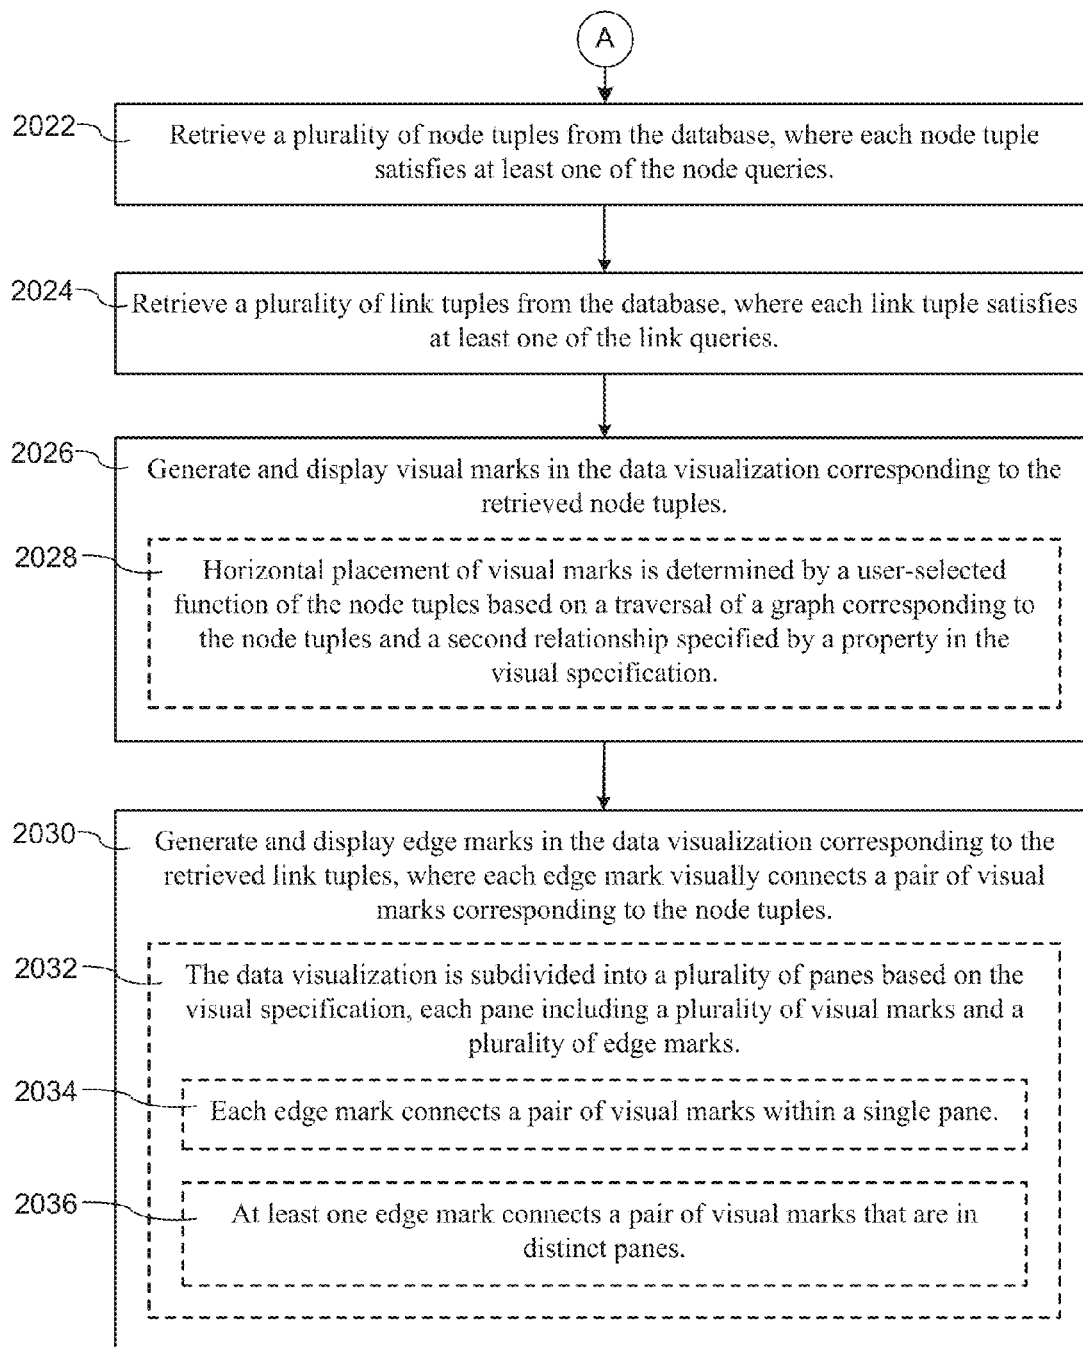 A
2022
Retrieve a plurality of node tuples from the database, where each node tuple
satisfies at least one of the node queries.
2024
Retrieve a plurality of link tuples from the database, where each link tuple satisfies
at least one of the link queries.
2026
Generate and display visual marks in the data visualization corresponding to the
retrieved node tuples.
2028
Horizontal placement of visual marks is determined by a user-selected
function of the node tuples based on a traversal of a graph corresponding to
the node tuples and a second relationship specified by a property in the
visual specification.
2030
Generate and display edge marks in the data visualization corresponding to the
retrieved link tuples, where each edge mark visually connects a pair of visual
marks corresponding to the node tuples.
2032
The data visualization is subdivided into a plurality of panes based on the
visual specification, each pane including a plurality of visual marks and a
plurality of edge marks.
2034
Each edge mark connects a pair of visual marks within a single pane.
2036
At least one edge mark connects a pair of visual marks that are in
distinct panes.